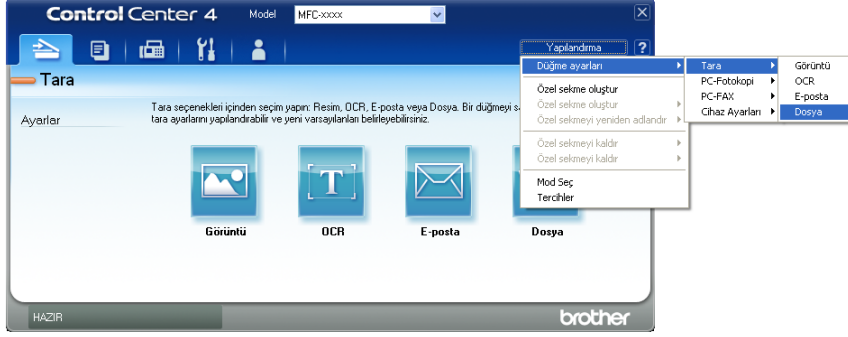 Control Center 4
Model
MFC-xxxx
Yapılandırma
?
Tara
Ayarlar
Tara seçenekleri içinden seçim yapın: Resim, OCR, E-posta veya Dosya. Bir düğmeyi s
tara ayarlarını yapılandırabilir ve yeni varsayılanları belirleyebilirsiniz.
Görüntü
OCR
E-posta
Dosya
Düğme ayarları
Özel sekme oluştur
Özel sekme oluştur
Özel sekmeyi yeniden adlandır
Özel sekmeyi kaldır
Özel sekmeyi kaldır
Mod Seç
Tercihler
Tara
PC-Fotokopi
PC-FAX
Cihaz Ayarları
Görüntü
OCR
E-posta
Dosya
HAZIR
brother